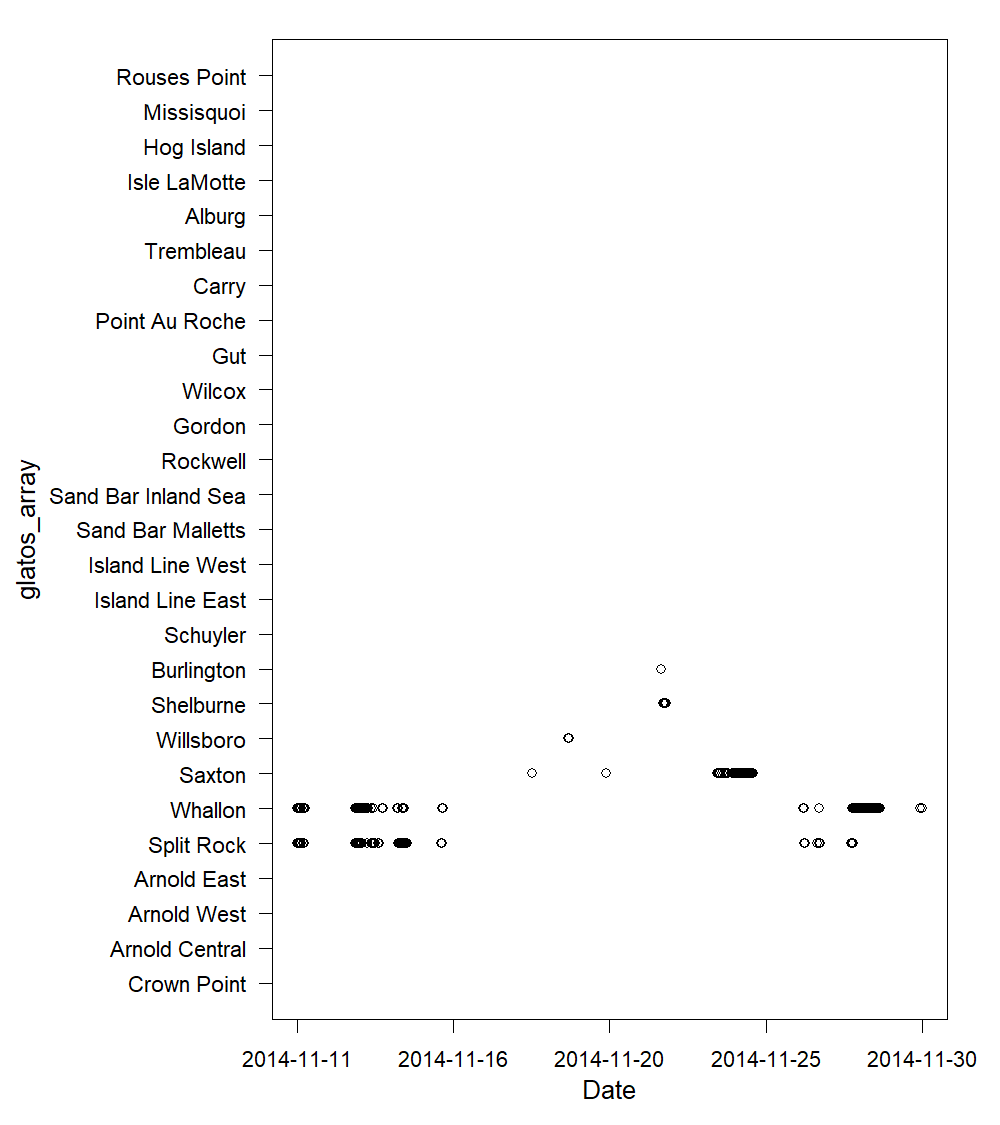 Rouses Point
Missisquoi
Hog Island
Isle LaMotte
Alburg
Trembleau
Carry
Point Au Roche
Gut
Wilcox
Gordon
Rockwell
Sand Bar Inland Sea
Sand Bar Malletts
Island Line West
Island Line East
Schuyler
Burlington
Shelburne
Willsboro
Saxton
Whallon
Split Rock
Arnold East
Arnold West
Arnold Central
Crown Point
glatos_array
2014-11-11 2014-11-16 2014-11-20 2014-11-25 2014-11-30
Date